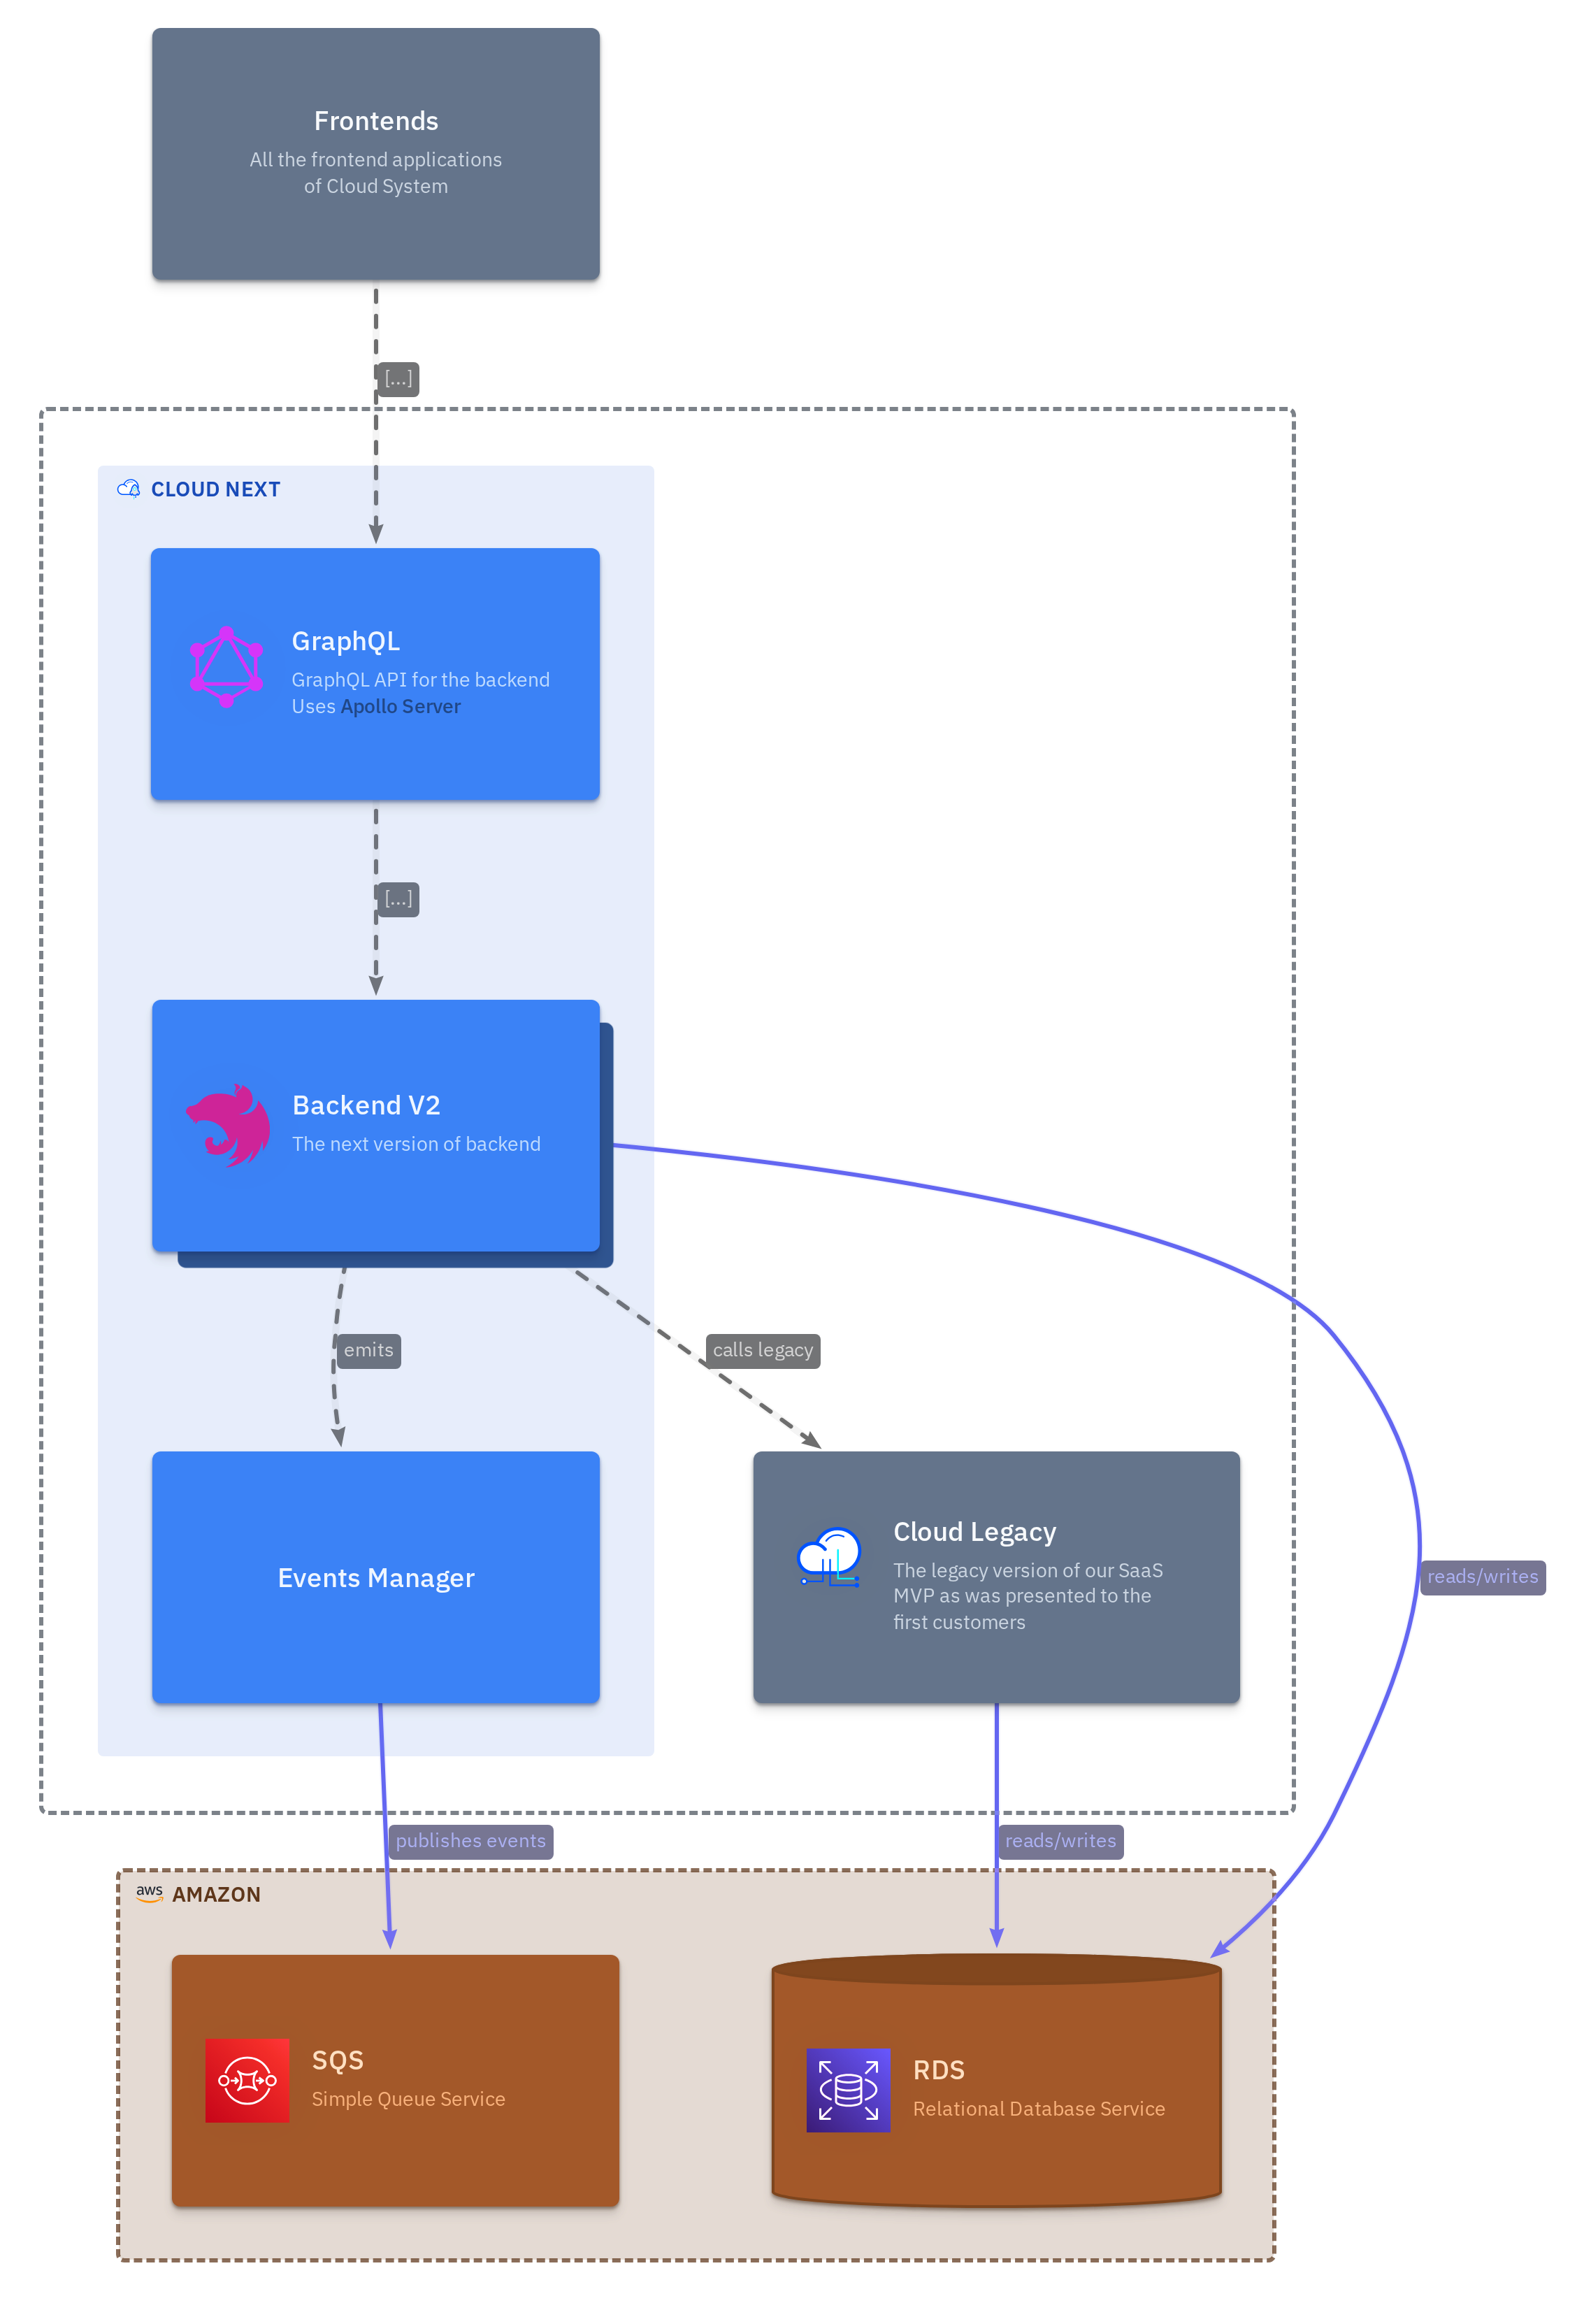 Frontends
All the frontend applications
of Cloud System
[...]
CLOUD NEXT
GraphQL
GraphQL API for the backend
Uses Apollo Server
[...]
Backend V2
The next version of backend
emits
calls legacy
Events Manager
Cloud Legacy
The legacy version of our SaaS
MVP as was presented to the
first customers
reads/writes
publishes events
reads/writes
aws AMAZON
SQS
Simple Queue Service
RDS
Relational Database Service